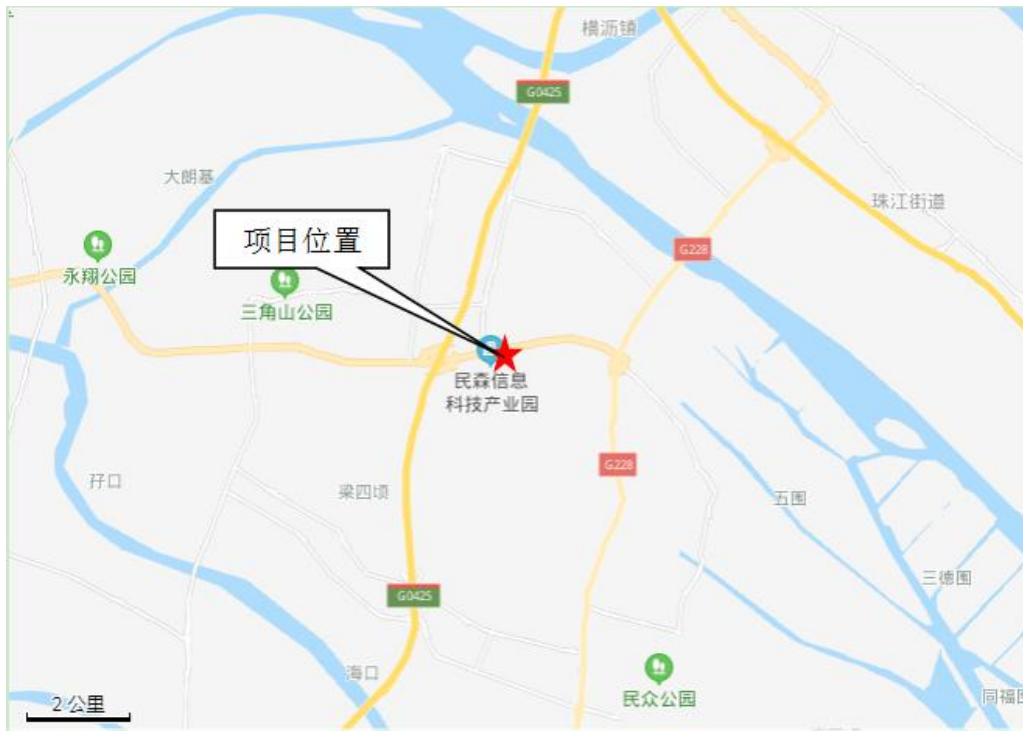 横沥镇
G0425
大朗基
珠江街道
项目位置
G228
永翔公园
三角山公园
民森信息
科技产业园
G228
孖口
梁四顷
五围
三德围
G0425
海口
民众公园
同福围
2公里